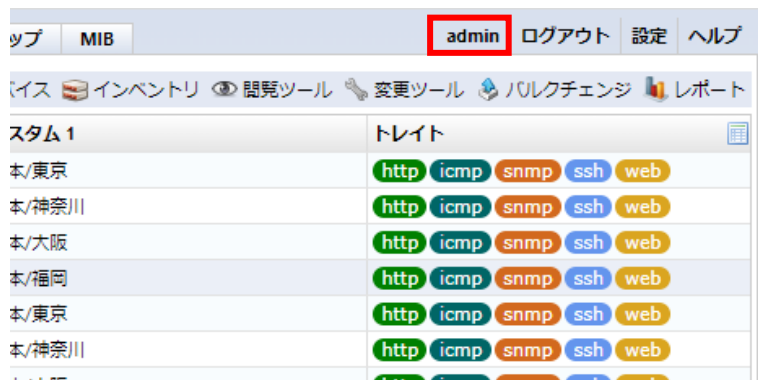 ップ MIB admin ログアウト 設定 ヘルプ
バイス インベントリ 閲覧ツール 変更ツール バルクチェンジ レポート
スタム 1 トレイト
本/東京 http icmp snmp ssh web
本/神奈川 http icmp snmp ssh web
本/大阪 http icmp snmp ssh web
本/福岡 http icmp snmp ssh web
本/東京 http icmp snmp ssh web
本/神奈川 http icmp snmp ssh web
http icmp snmp ssh web